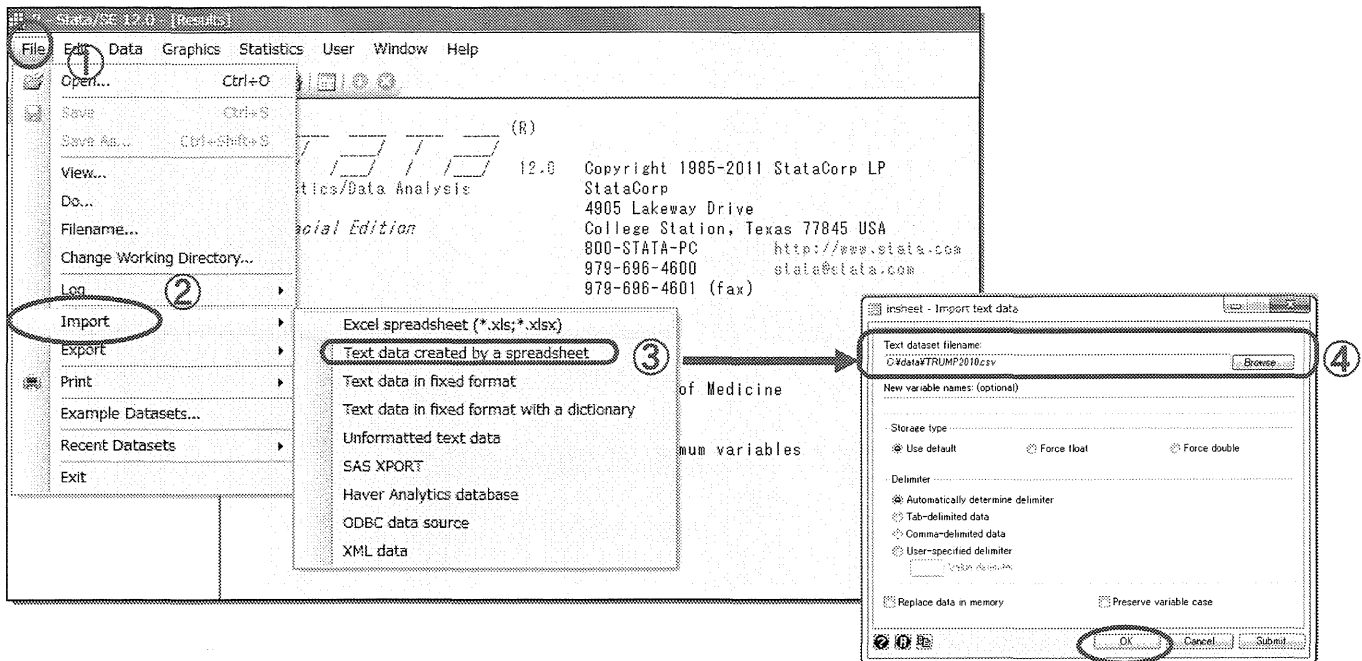 Stata/SE 12.0 - [Results]
File Edit Data Graphics Statistics User Window Help
①
Open... Ctrl+O
Save Ctrl+S
Save As... Ctrl+Shift+S
View...
Do...
Filename...
Change Working Directory...
Log
②
Import
Export
Print
Example Datasets...
Recent Datasets
Exit
(R)
12.0 Copyright 1985-2011 StataCorp LP
tics/Data Analysis StataCorp
4905 Lakeway Drive
ecial Edition College Station, Texas 77845 USA
800-STATA-PC http://www.stata.com
979-696-4600 stata@stata.com
979-696-4601 (fax)
of Medicine
mum variables
Excel spreadsheet (*.xls;*.xlsx)
Text data created by a spreadsheet
③
Text data in fixed format
Text data in fixed format with a dictionary
Unformatted text data
SAS XPORT
Haver Analytics database
ODBC data source
XML data
insheet - Import text data
Text dataset filename:
C:¥data¥TRUMP2010.csv Browse...
④
New variable names: (optional)
Storage type
Use default Force float Force double
Delimiter
Automatically determine delimiter
Tab-delimited data
Comma-delimited data
User-specified delimiter
Value delimiter
Replace data in memory Preserve variable case
OK Cancel Submit